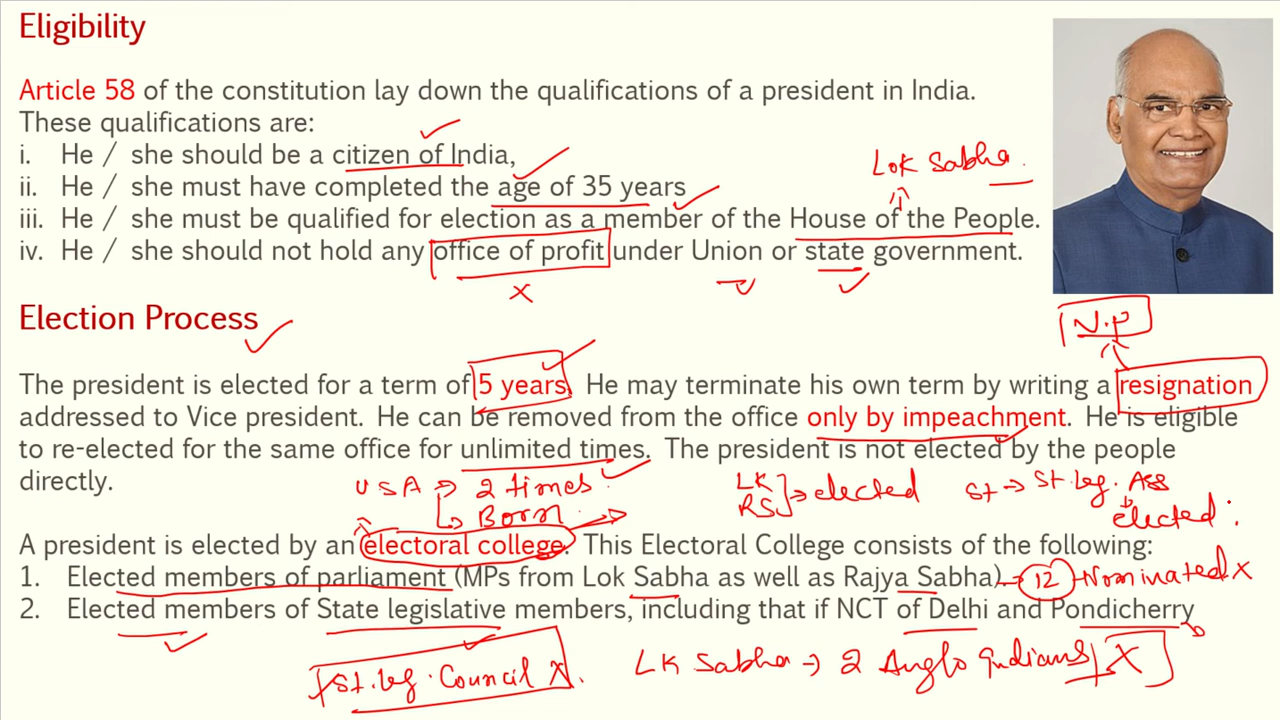 Eligibility
Article 58 of the constitution lay down the qualifications of a president in India.
These qualifications are:
i. He / she should be a citizen of India,
ii. He / she must have completed the age of 35 years
Lok Sabha
iii. He / she must be qualified for election as a member of the House of the People.
iv. He / she should not hold any office of profit under Union or state government.
X
Election Process
V.P
The president is elected for a term of 5 years. He may terminate his own term by writing a resignation
addressed to Vice president. He can be removed from the office only by impeachment. He is eligible
to re-elected for the same office for unlimited times. The president is not elected by the people
directly.
USA → 2 times
Born
LK
RS → elected
St → St. leg. Ass
elected
A president is elected by an electoral college. This Electoral College consists of the following:
1. Elected members of parliament (MPs from Lok Sabha as well as Rajya Sabha) → 12 Nominated X
2. Elected members of State legislative members, including that if NCT of Delhi and Pondicherry
St. leg. Council X
LK Sabha → 2 Anglo Indians X